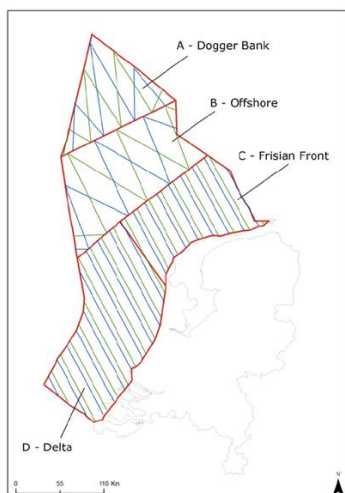 A - Dogger Bank
B - Offshore
C - Frisian Front
D - Delta
0 55 110 Km
N